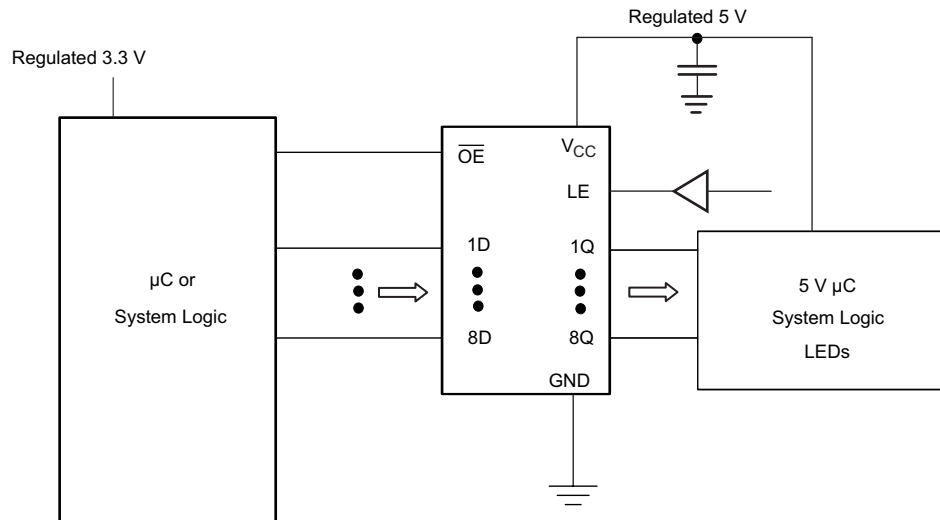 Regulated 5 V
Regulated 3.3 V
OE
VCC
LE
1D
1Q
µC or
System Logic
5 V µC
System Logic
LEDs
8D
8Q
GND